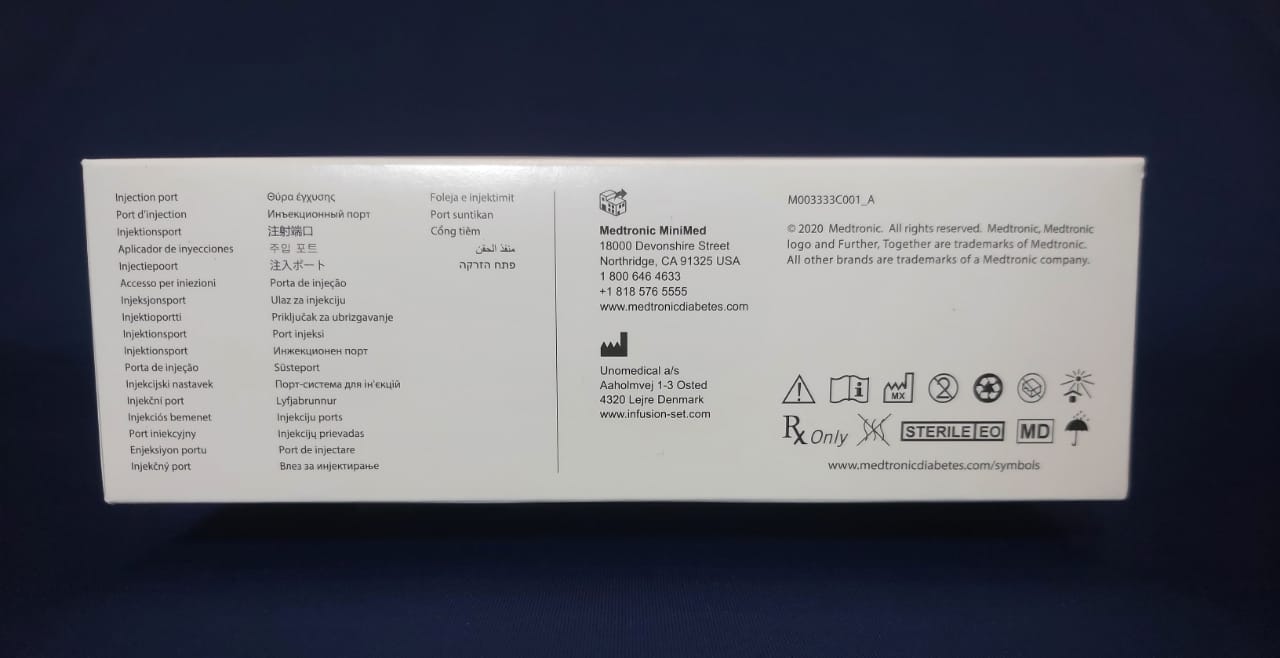 Injection port
Port d'injection
Injektionsport
Aplicador de inyecciones
Injectiepoort
Accesso per iniezioni
Injeksjonsport
Injektioportti
Injektionsport
Injektionsport
Porta de injeção
Injekcijski nastavek
Injekční port
Injekciós bemenet
Port iniekcyjny
Enjeksiyon portu
Injekčný port
Θύρα έγχυσης
Инъекционный порт
注射端口
주입 포트
注入ポート
Porta de injeção
Ulaz za injekciju
Priključak za ubrizgavanje
Port injeksi
Инжекционен порт
Süsteport
Порт-система для ін'єкцій
Lyfjabrunnur
Injekciju ports
Injekcijų prievadas
Port de injectare
Влез за инјектирање
Foleja e injektimit
Port suntikan
Cổng tiêm
منفذ الحقن
פתח הזרקה
Medtronic MiniMed
18000 Devonshire Street
Northridge, CA 91325 USA
1 800 646 4633
+1 818 576 5555
www.medtronicdiabetes.com
Unomedical a/s
Aaholmvej 1-3 Osted
4320 Lejre Denmark
www.infusion-set.com
M003333C001_A
© 2020 Medtronic. All rights reserved. Medtronic, Medtronic
logo and Further, Together are trademarks of Medtronic.
All other brands are trademarks of a Medtronic company.
i MX 2
Rx Only STERILE EO MD
www.medtronicdiabetes.com/symbols